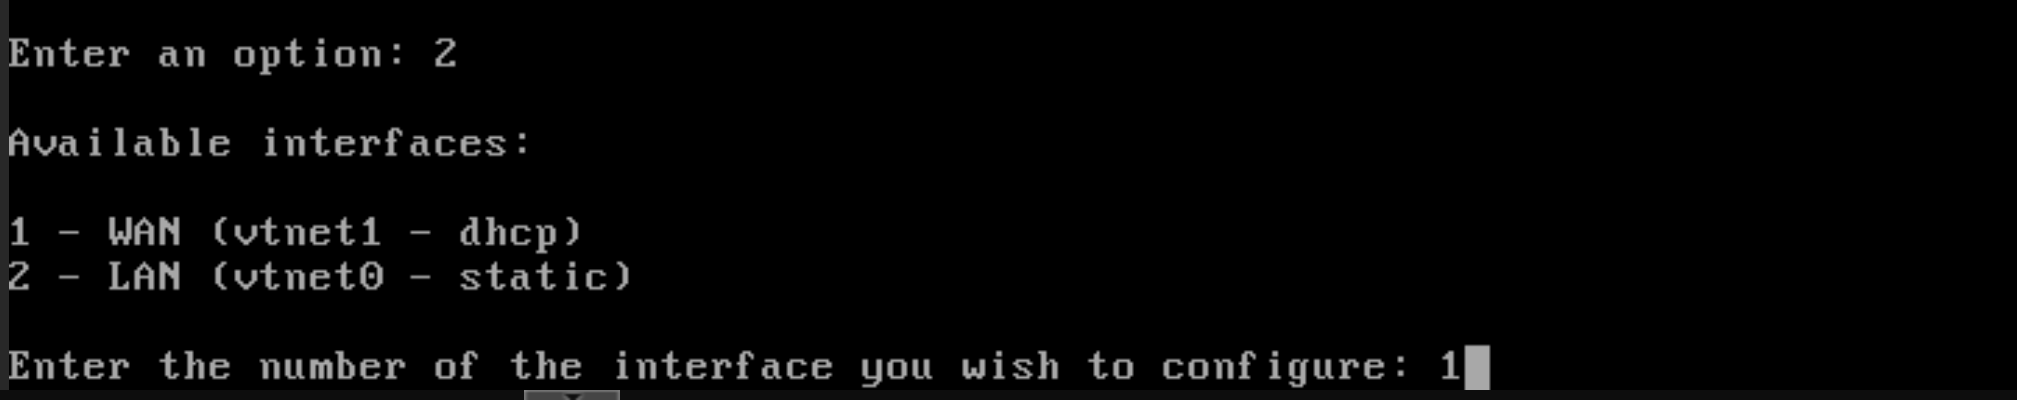 Enter an option: 2
Available interfaces:
1 - WAN (vtnet1 - dhcp)
2 - LAN (vtnet0 - static)
Enter the number of the interface you wish to configure: 1